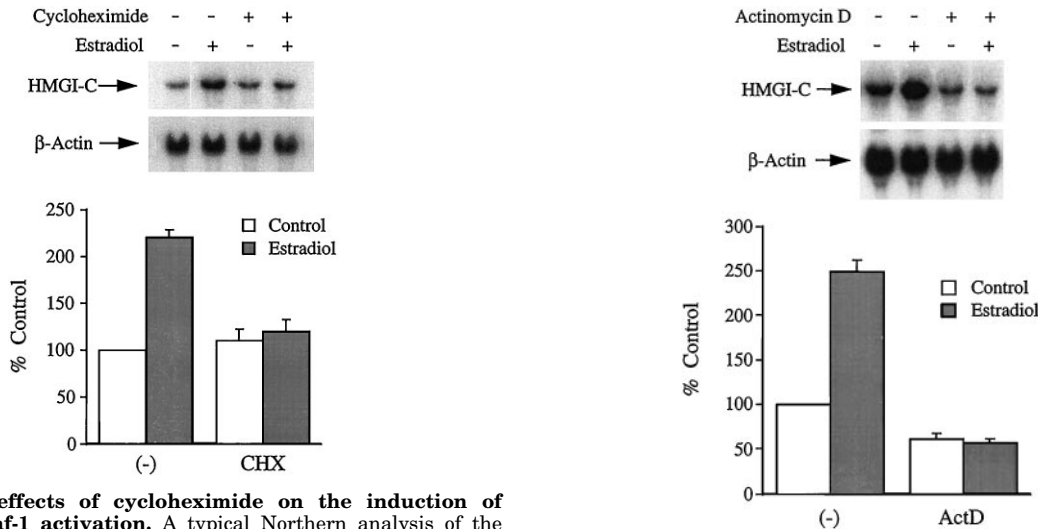 Cycloheximide - - + +
Estradiol - + - +
HMGI-C
β-Actin
250
200
150
100
50
0
% Control
Control
Estradiol
(-) CHX
effects of cycloheximide on the induction of
af-1 activation. A typical Northern analysis of the
Actinomycin D - - + +
Estradiol - + - +
HMGI-C
β-Actin
300
250
200
150
100
50
0
% Control
Control
Estradiol
(-) ActD